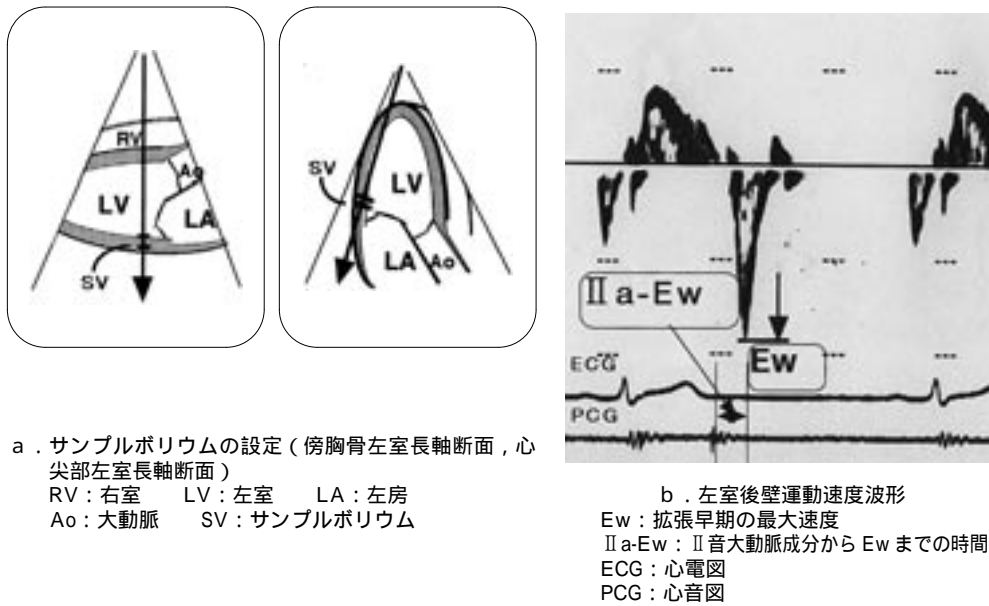 RV
Ao
LV
LA
SV
SV
LV
LA
Ao
Ⅱa-Ew
Ew
ECG
PCG
a．サンプルボリウムの設定（傍胸骨左室長軸断面，心
尖部左室長軸断面）
RV：右室　LV：左室　LA：左房
Ao：大動脈　SV：サンプルボリウム
b．左室後壁運動速度波形
Ew：拡張早期の最大速度
Ⅱa-Ew：Ⅱ音大動脈成分から Ew までの時間
ECG：心電図
PCG：心音図